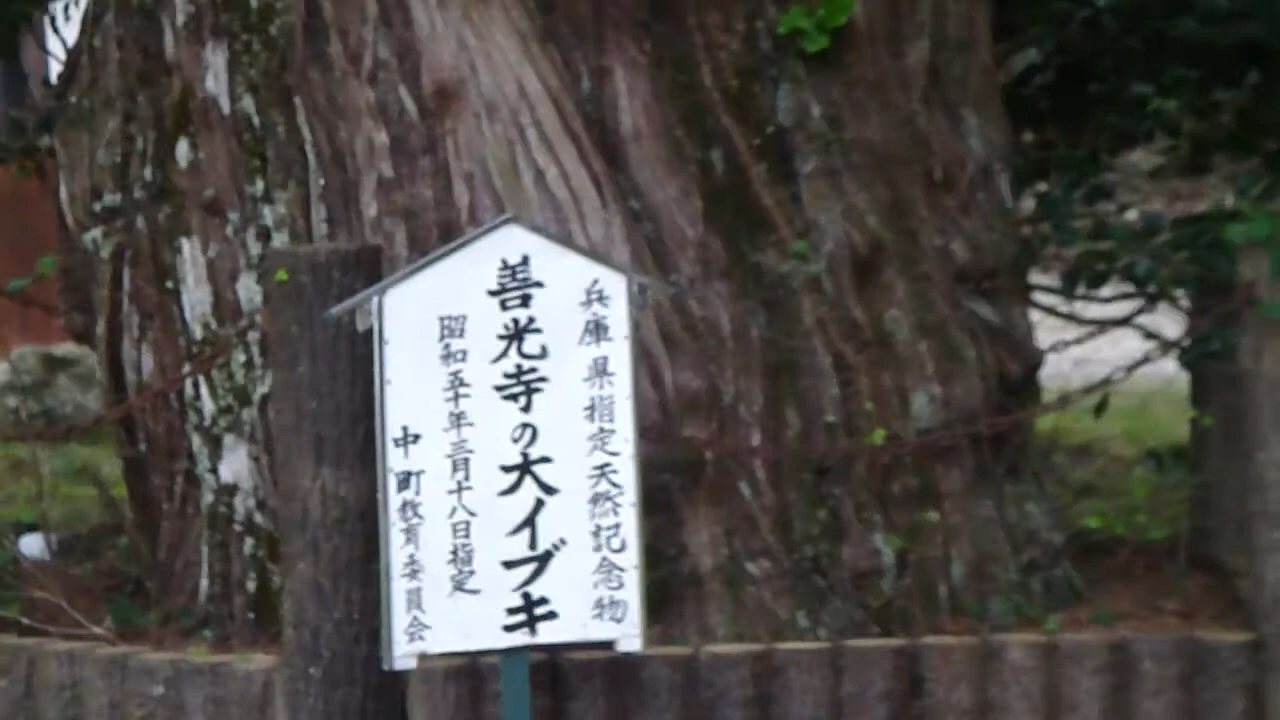 兵庫県指定天然記念物
善光寺の大イブキ
昭和五十年三月十八日指定
中町教育委員会